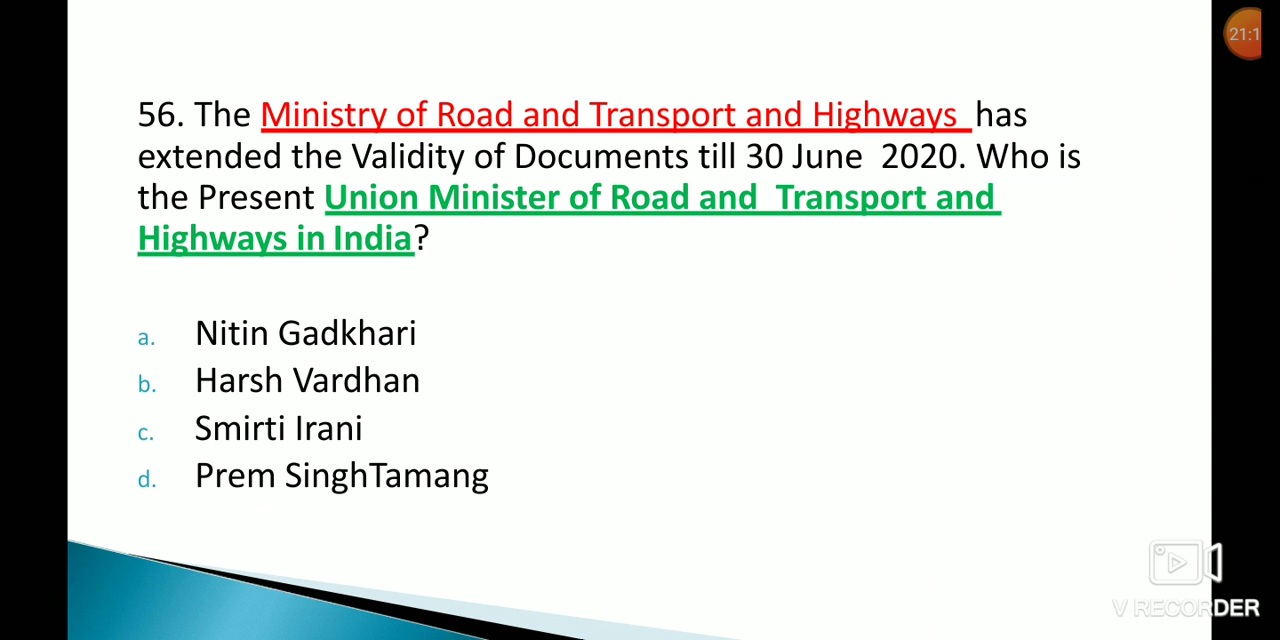 21:1
56. The Ministry of Road and Transport and Highways has
extended the Validity of Documents till 30 June 2020. Who is
the Present Union Minister of Road and Transport and
Highways in India?
a. Nitin Gadkhari
b. Harsh Vardhan
c. Smirti Irani
d. Prem SinghTamang
V RECORDER